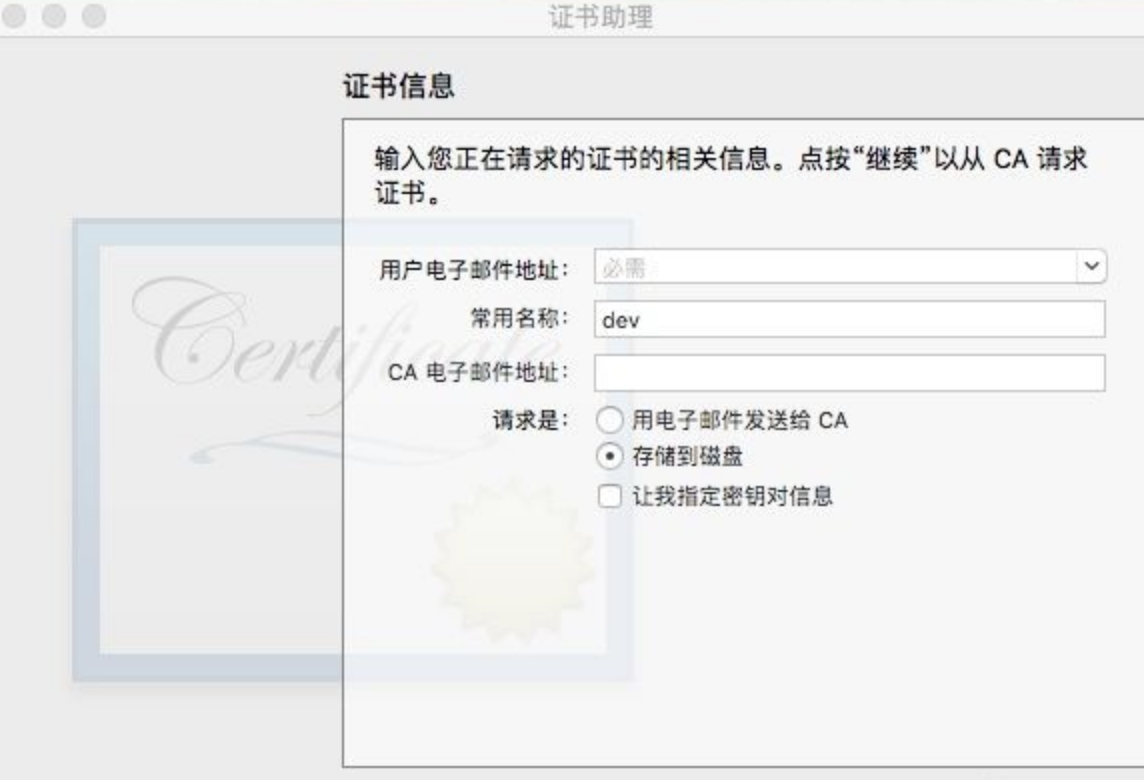 证书助理
证书信息
输入您正在请求的证书的相关信息。点按“继续”以从 CA 请求
证书。
用户电子邮件地址： 必需
常用名称： dev
CA 电子邮件地址：
请求是： 用电子邮件发送给 CA
存储到磁盘
让我指定密钥对信息
Certificate